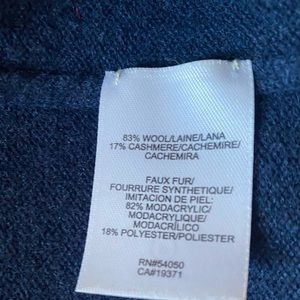 83% WOOL/LAINE/LANA
17% CASHMERE/CACHEMIRE/
CACHEMIRA
FAUX FUR/
FOURRURE SYNTHETIQUE/
IMITACION DE PIEL:
82% MODACRYLIC/
MODACRYLIQUE/
MODACRÍLICO
18% POLYESTER/POLIESTER
RN#54050
CA#19371